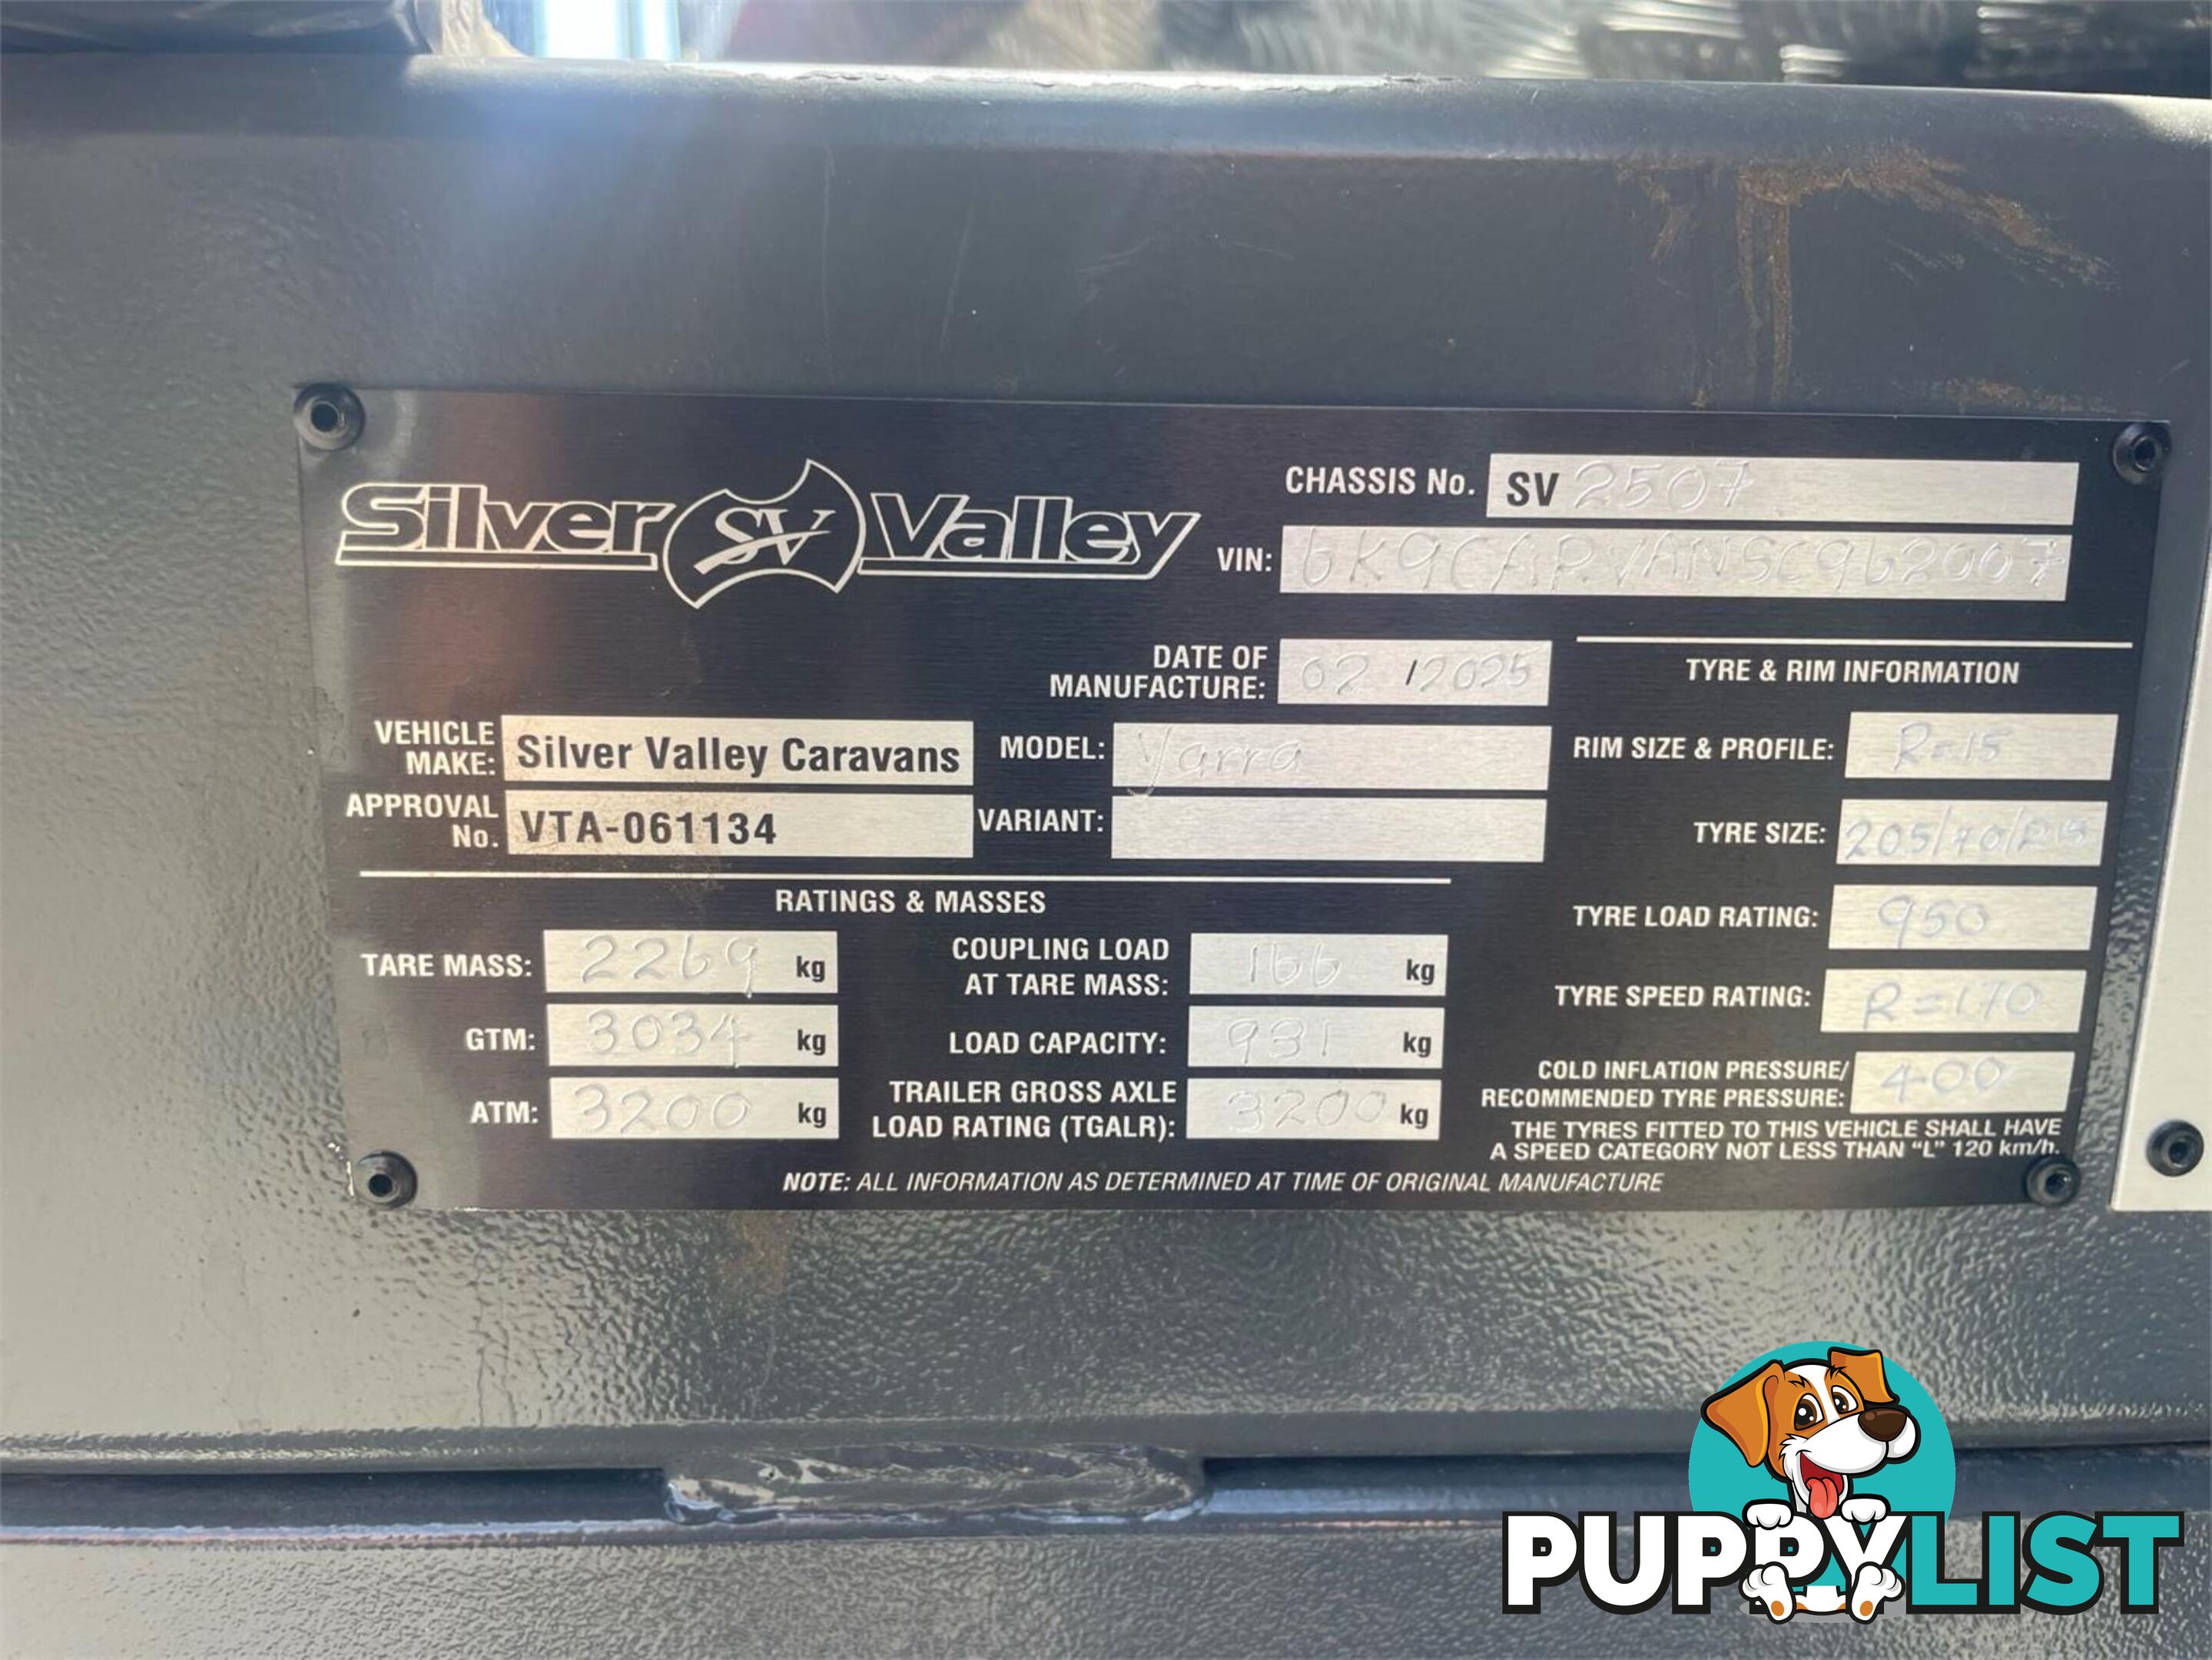 Silver SV Valley
CHASSIS No. SV 2507
VIN: 6K9CARVANSC962007
DATE OF
MANUFACTURE: 02 /2025
VEHICLE
MAKE: Silver Valley Caravans
MODEL: Yarra
APPROVAL
No. VTA-061134
VARIANT:
TYRE & RIM INFORMATION
RIM SIZE & PROFILE: R=15
TYRE SIZE: 205/70/R15
TYRE LOAD RATING: 950
TYRE SPEED RATING: R=170
COLD INFLATION PRESSURE/
RECOMMENDED TYRE PRESSURE: 400
THE TYRES FITTED TO THIS VEHICLE SHALL HAVE
A SPEED CATEGORY NOT LESS THAN "L" 120 km/h.
RATINGS & MASSES
TARE MASS: 2269 kg
GTM: 3034 kg
ATM: 3200 kg
COUPLING LOAD
AT TARE MASS: 166 kg
LOAD CAPACITY: 931 kg
TRAILER GROSS AXLE
LOAD RATING (TGALR): 3200 kg
NOTE: ALL INFORMATION AS DETERMINED AT TIME OF ORIGINAL MANUFACTURE
PUPPYLIST